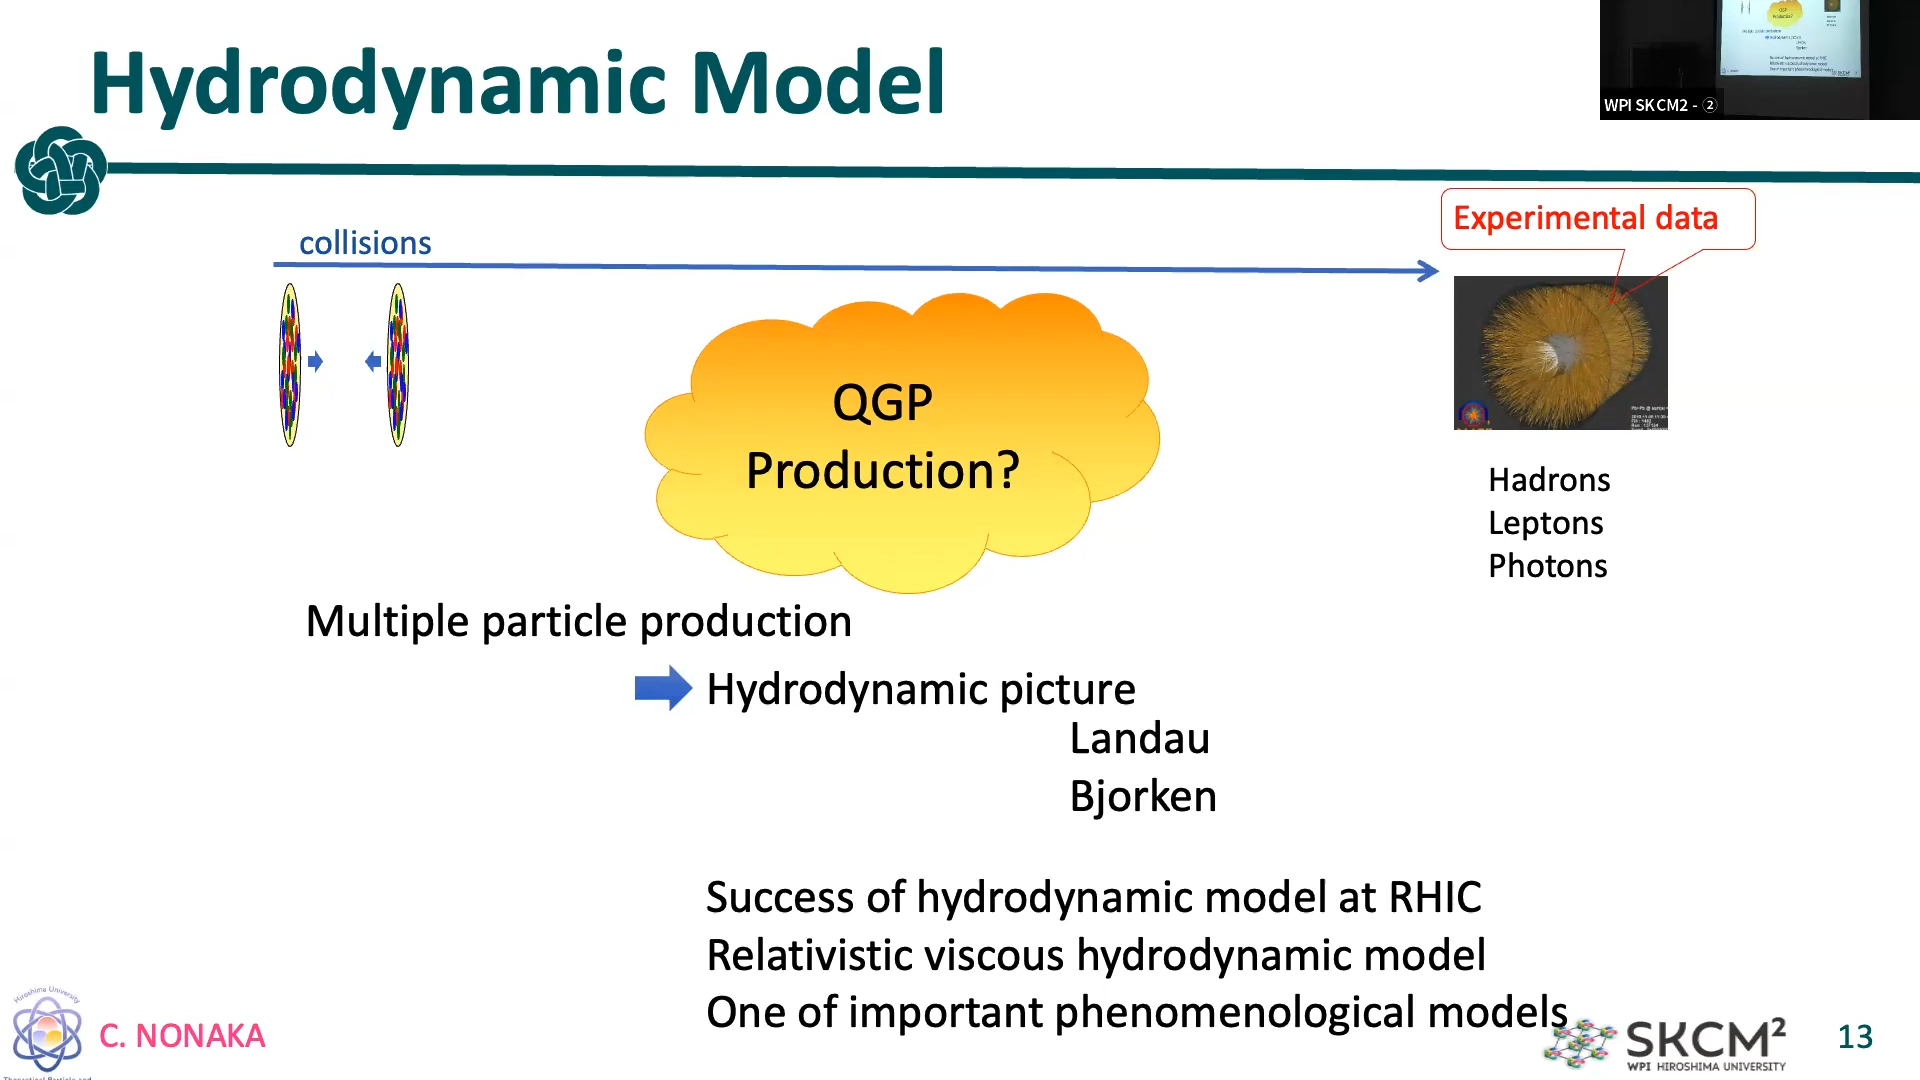 Hydrodynamic Model
WPI SKCM2 - ②
Experimental data
collisions
QGP
Production?
Hadrons
Leptons
Photons
Multiple particle production
Hydrodynamic picture
Landau
Bjorken
Success of hydrodynamic model at RHIC
Relativistic viscous hydrodynamic model
One of important phenomenological models
Hiroshima University
C. NONAKA
SKCM²
WPI HIROSHIMA UNIVERSITY
13